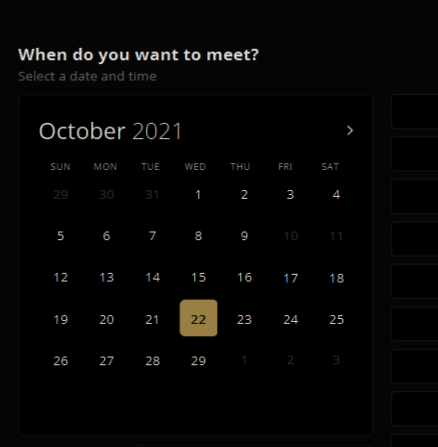 When do you want to meet?
Select a date and time
October 2021
SUN MON TUE WED THU FRI SAT
29 30 31 1 2 3 4
5 6 7 8 9 10 11
12 13 14 15 16 17 18
19 20 21 22 23 24 25
26 27 28 29 1 2 3